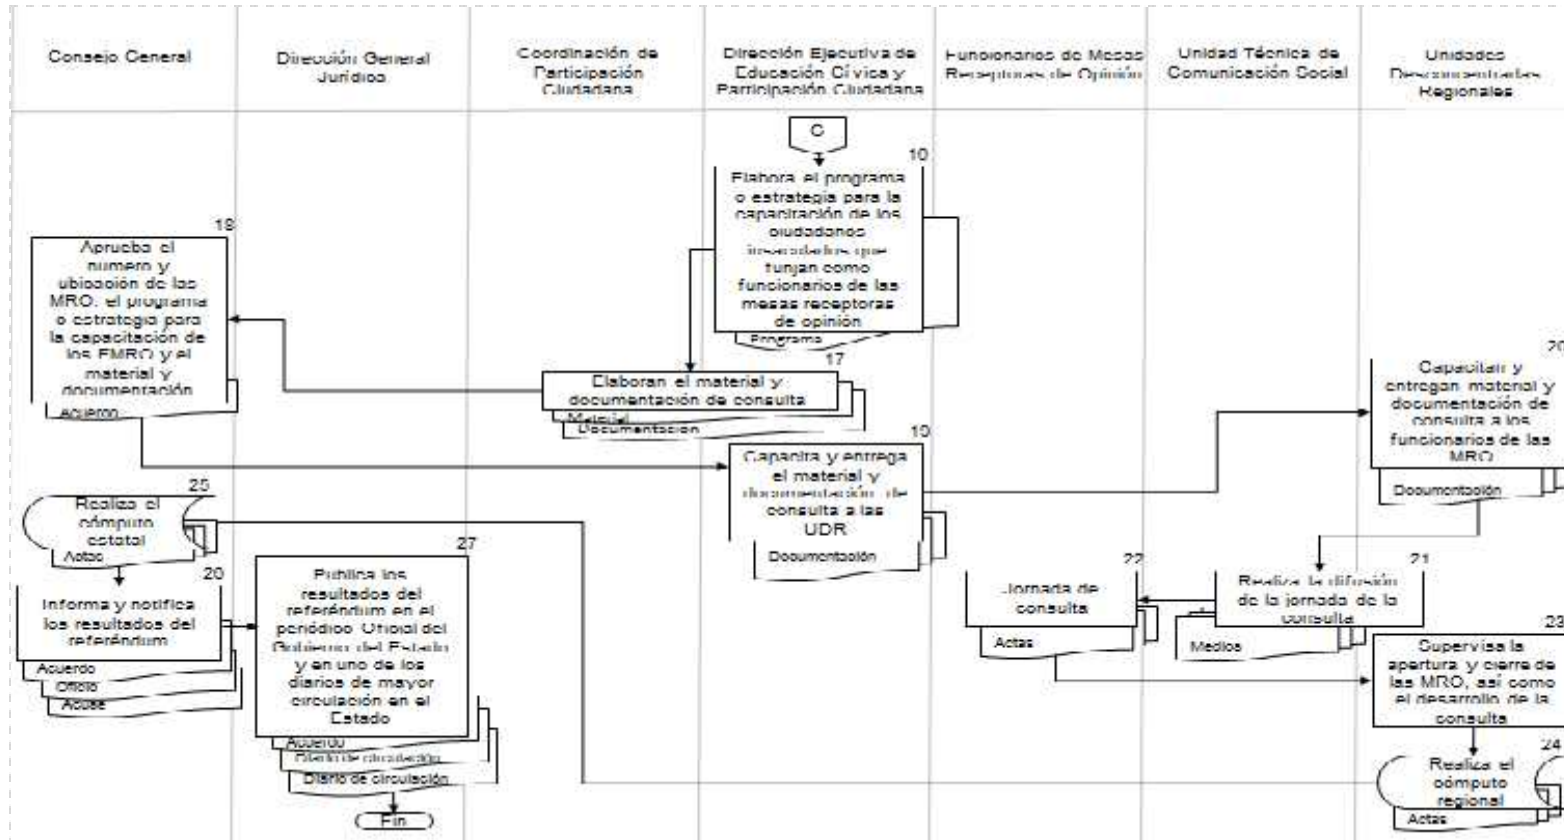 Consejo General
Dirección General
Jurídica
Coordinación de
Participación
Ciudadana
Dirección Ejecutiva de
Educación Cívica y
Participación Ciudadana
Funcionarios de Mesas
Receptoras de Opinión
Unidad Técnica de
Comunicación Social
Unidades
Desconcentradas
Regionales
C
Elabora el programa
o estrategia para la
capacitación de los
ciudadanos
insaculados que
funjan como
funcionarios de las
mesas receptoras
de opinión
Programa
17
Elaboran el material y
documentación de consulta
Material
Documentación
18
Aprueba el
número y
ubicación de las
MRO, el programa
o estrategia para
la capacitación de
los FMRO y el
material y
documentación
Acuerdo
19
Capacita y entrega
el material y
documentación de
consulta a las
UDR
Documentación
20
Capacitan y
entregan material y
documentación de
consulta a los
funcionarios de las
MRO
Documentación
21
Realiza la difusión
de la jornada de la
consulta
Medios
22
Jornada de
consulta
Actas
23
Supervisa la
apertura y cierre de
las MRO, así como
el desarrollo de la
consulta
24
Realiza el
cómputo
regional
Actas
25
Realiza el
cómputo
estatal
Actas
Informa y notifica
los resultados del
referéndum
Acuerdo
Oficio
Acuse
27
Publica los
resultados del
referéndum en el
periódico Oficial del
Gobierno del Estado
y en uno de los
diarios de mayor
circulación en el
Estado
Acuerdo
Diario de circulación
Diario de circulación
Fin